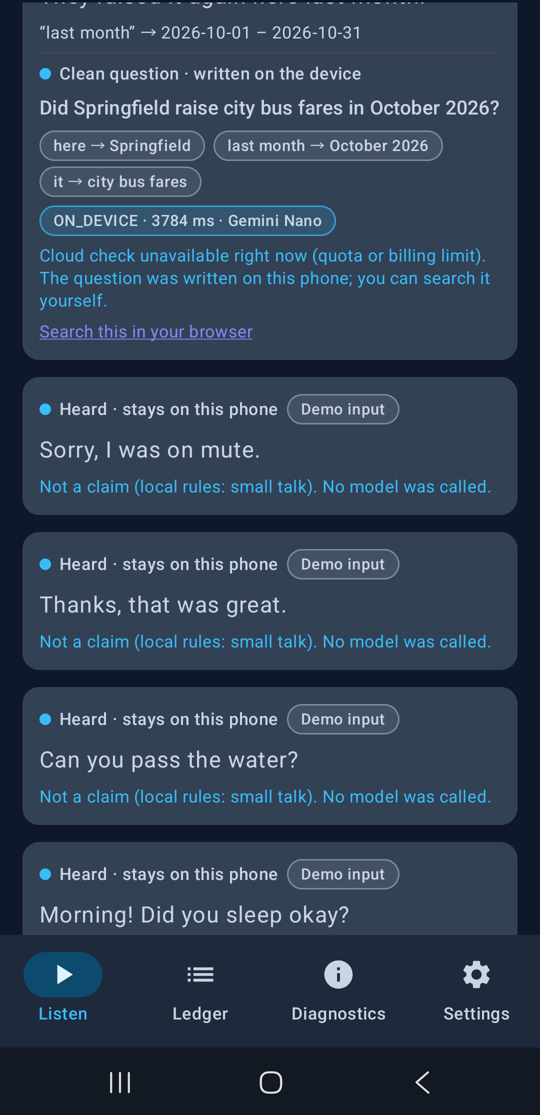 They raised it again here last month.
“last month” → 2026-10-01 – 2026-10-31
Clean question · written on the device
Did Springfield raise city bus fares in October 2026?
here → Springfield
last month → October 2026
it → city bus fares
ON_DEVICE · 3784 ms · Gemini Nano
Cloud check unavailable right now (quota or billing limit).
The question was written on this phone; you can search it
yourself.
Search this in your browser
Heard · stays on this phone
Demo input
Sorry, I was on mute.
Not a claim (local rules: small talk). No model was called.
Heard · stays on this phone
Demo input
Thanks, that was great.
Not a claim (local rules: small talk). No model was called.
Heard · stays on this phone
Demo input
Can you pass the water?
Not a claim (local rules: small talk). No model was called.
Heard · stays on this phone
Demo input
Morning! Did you sleep okay?
Listen
Ledger
Diagnostics
Settings